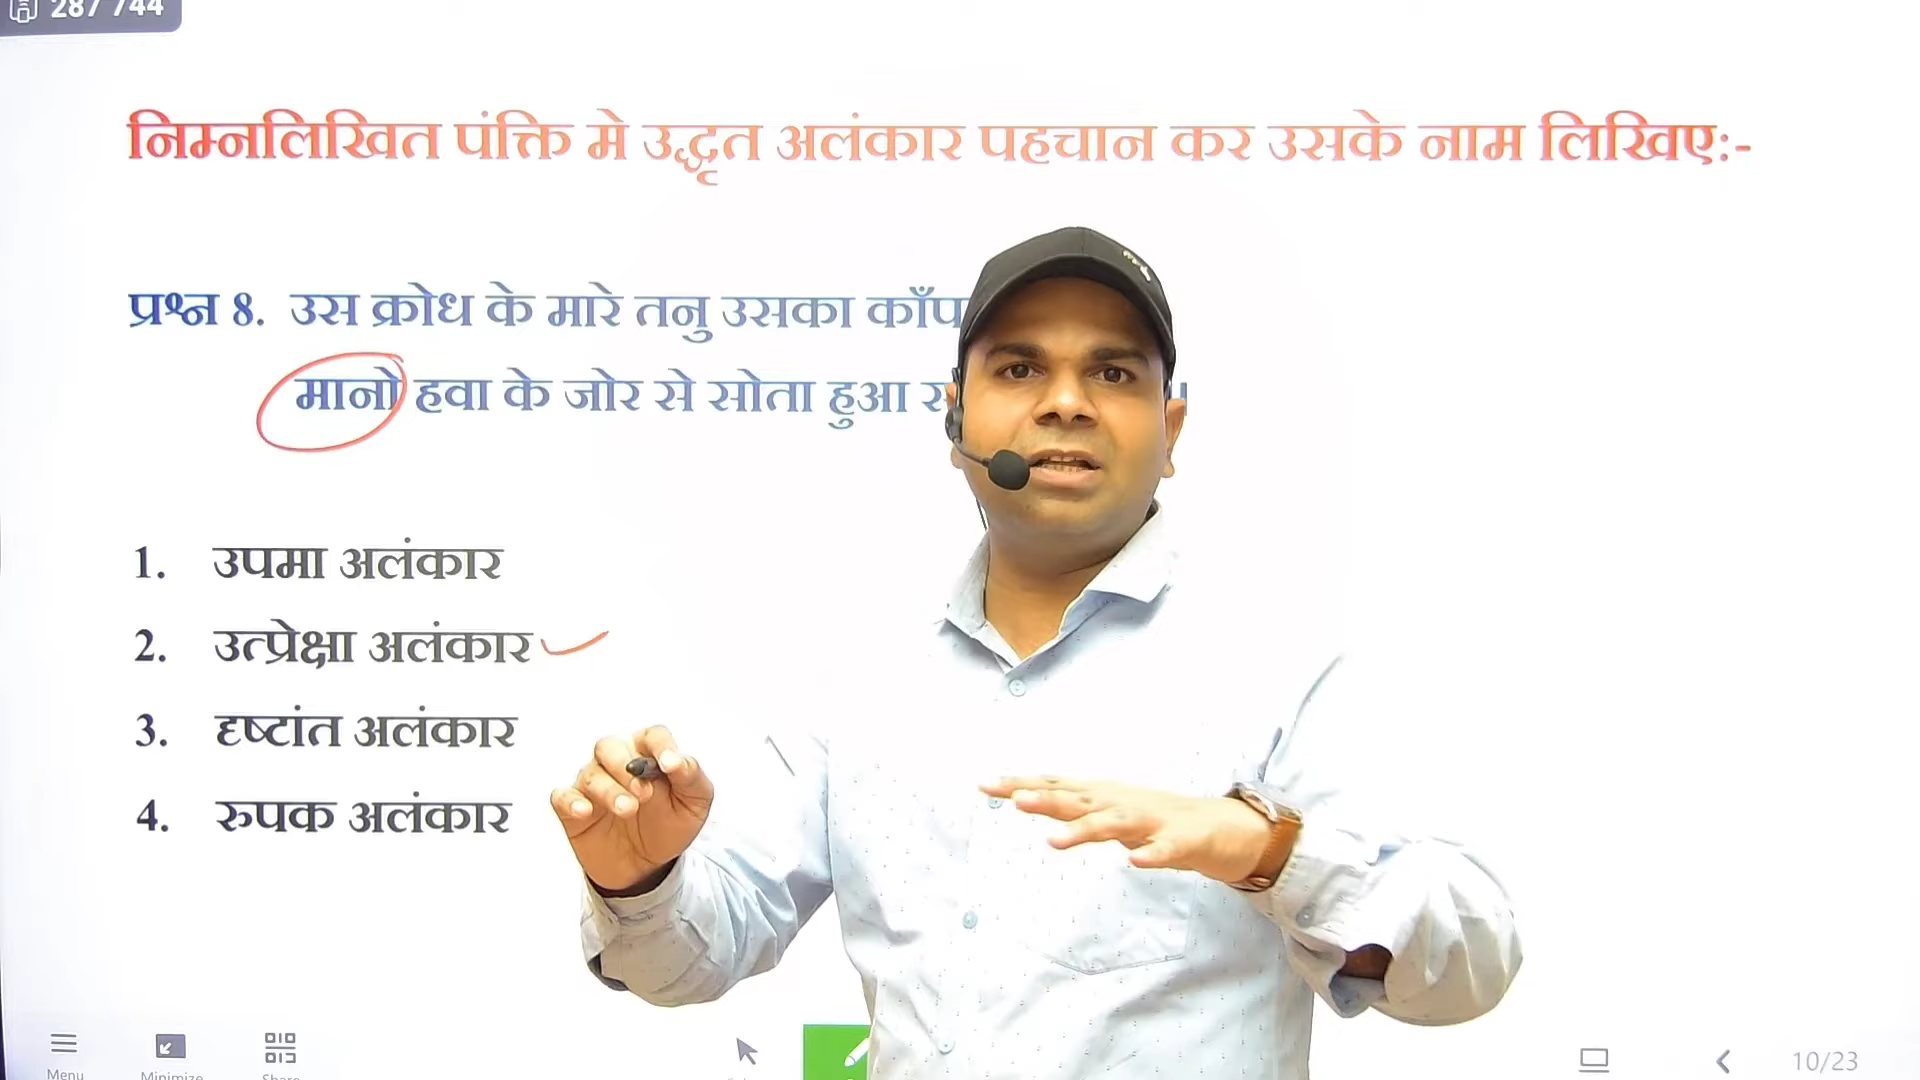 287 / 744
निम्नलिखित पंक्ति मे उद्धृत अलंकार पहचान कर उसके नाम लिखिए:-
प्रश्न 8. उस क्रोध के मारे तनु उसका काँप
मानो हवा के जोर से सोता हुआ
1. उपमा अलंकार
2. उत्प्रेक्षा अलंकार
3. दृष्टांत अलंकार
4. रुपक अलंकार
Menu Minimize Share
10/23